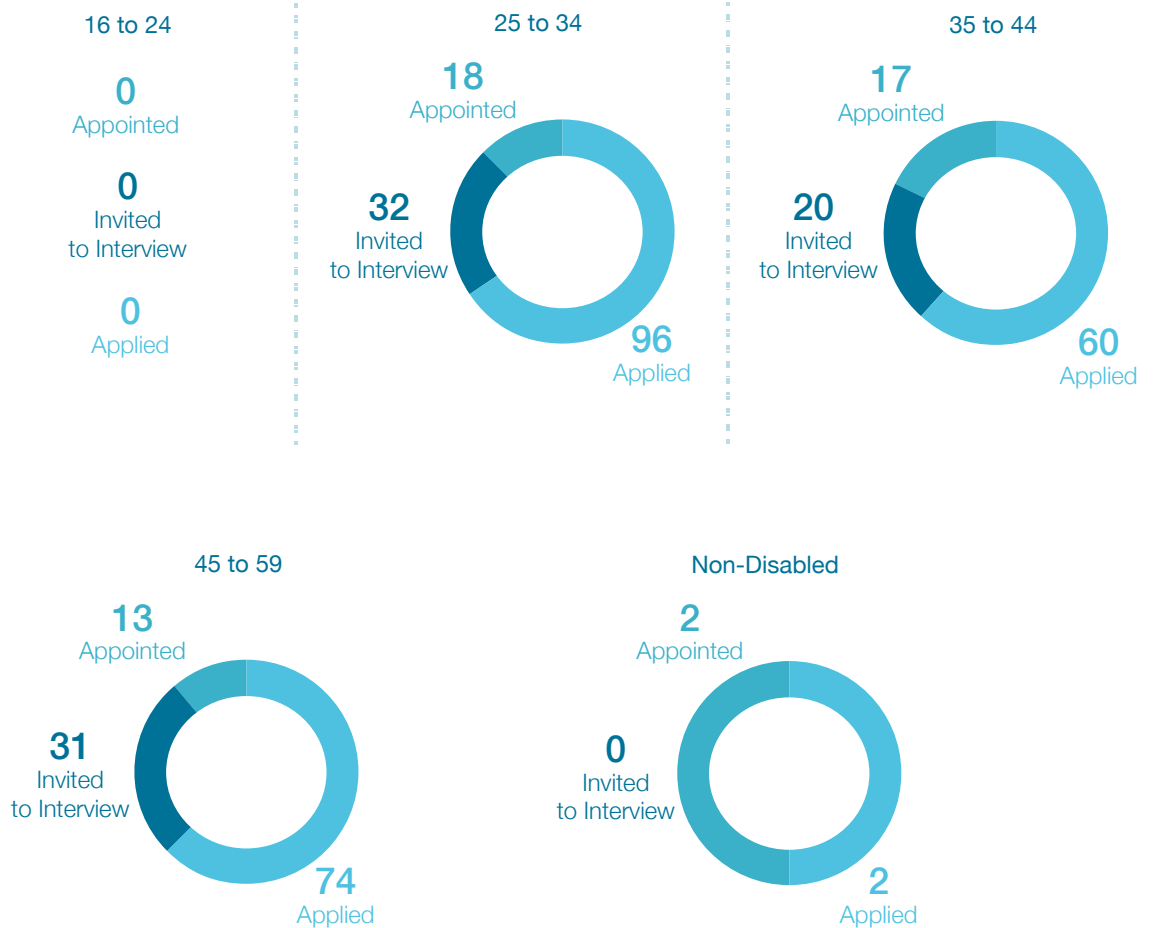 16 to 24
0
Appointed
0
Invited
to Interview
0
Applied
25 to 34
18
Appointed
32
Invited
to Interview
96
Applied
35 to 44
17
Appointed
20
Invited
to Interview
60
Applied
45 to 59
13
Appointed
31
Invited
to Interview
74
Applied
Non-Disabled
2
Appointed
0
Invited
to Interview
2
Applied